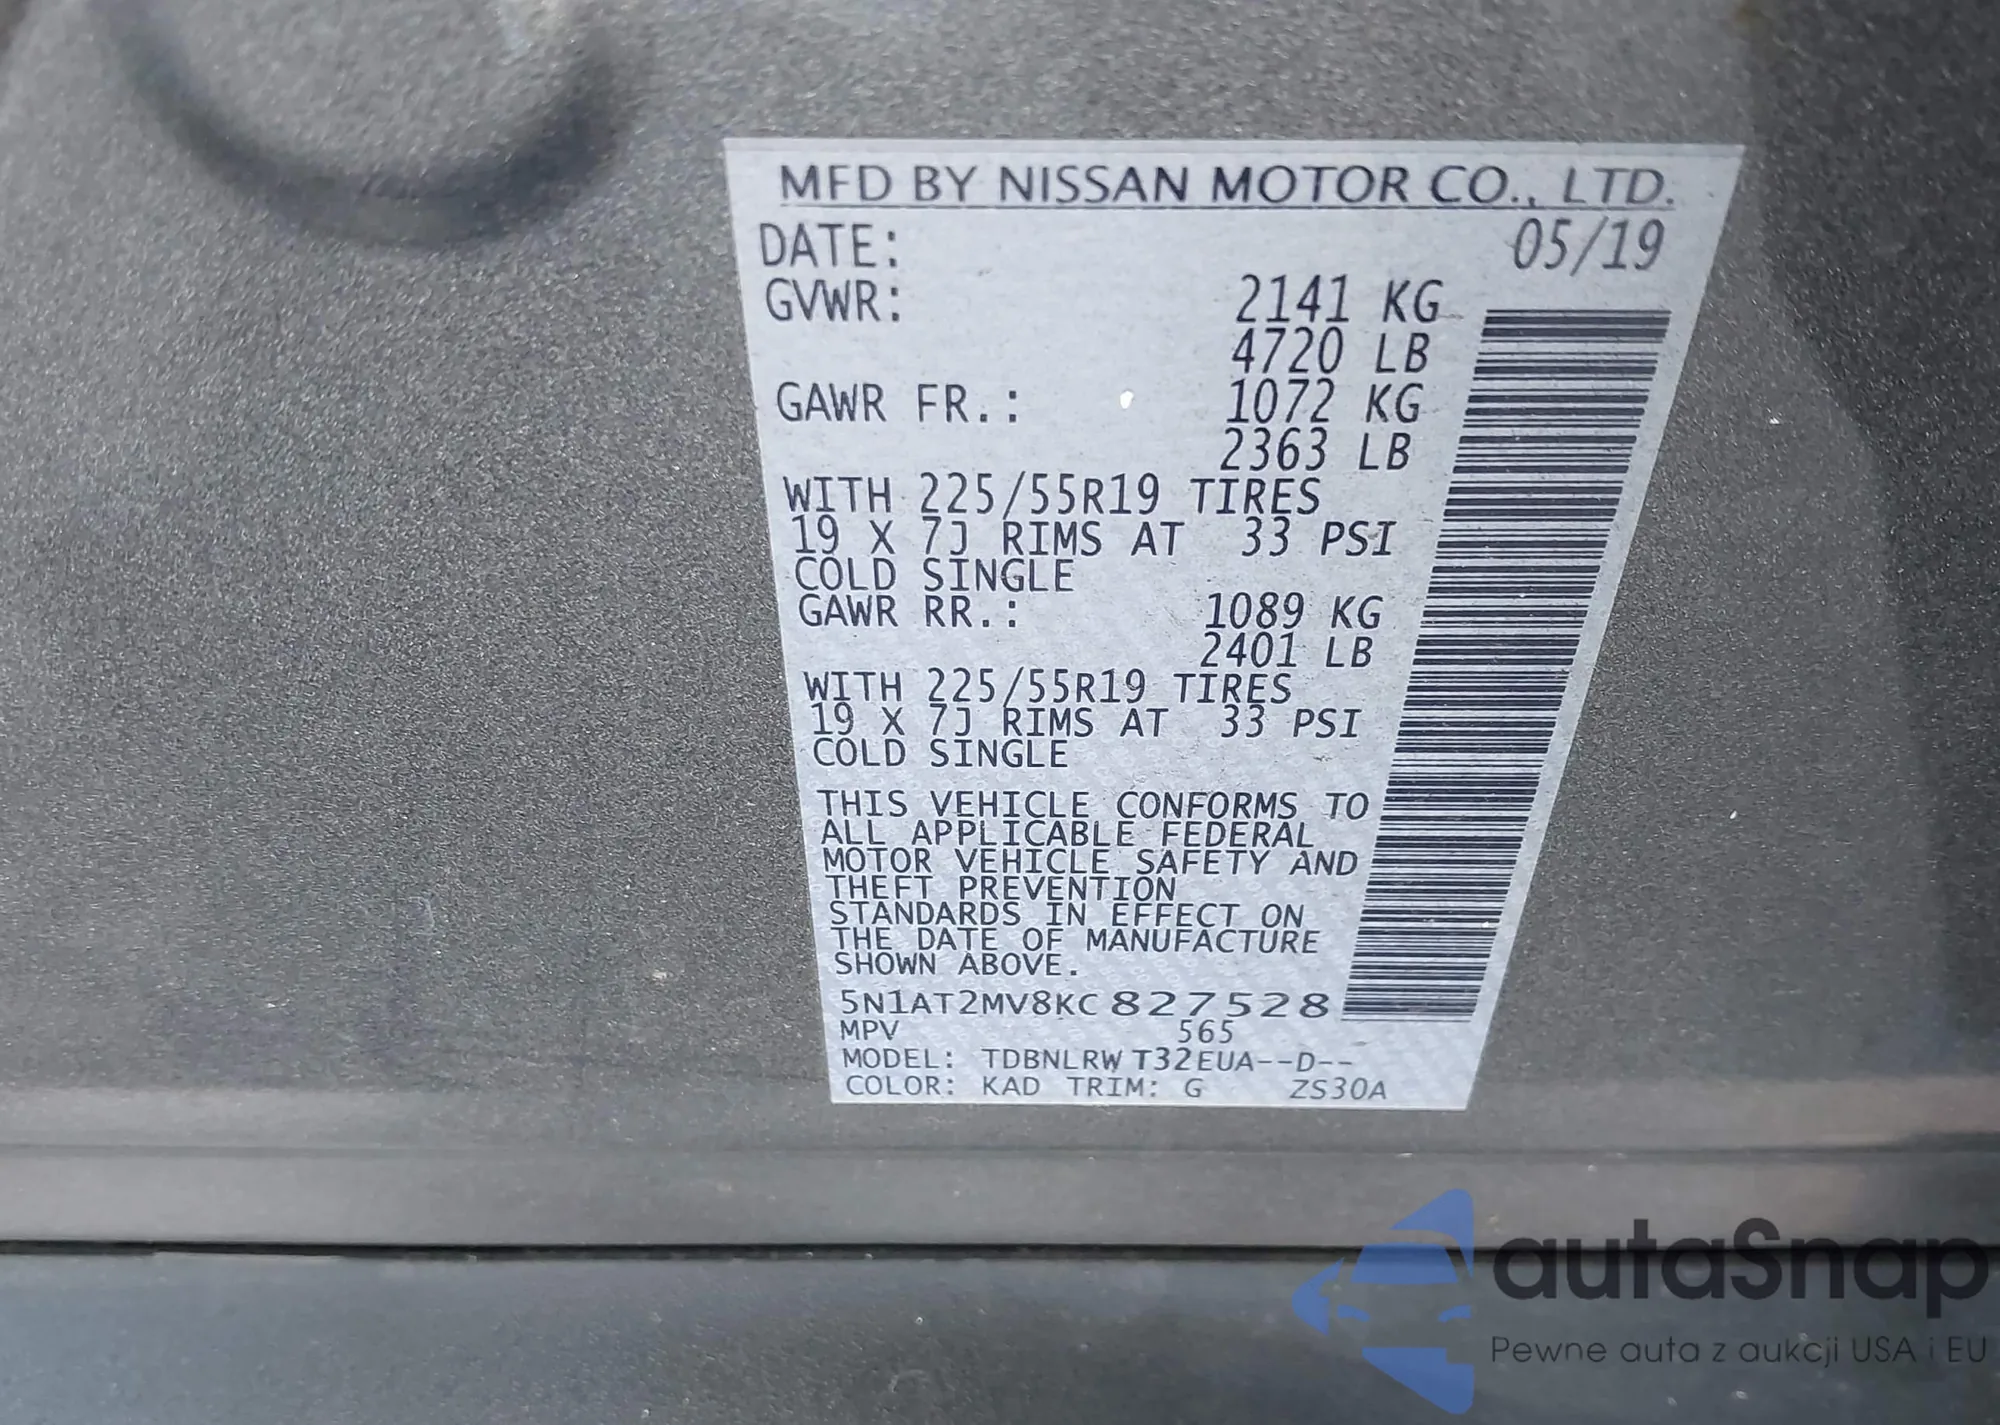 MFD BY NISSAN MOTOR CO., LTD.
DATE: 05/19
GVWR: 2141 KG
4720 LB
GAWR FR.: 1072 KG
2363 LB
WITH 225/55R19 TIRES
19 X 7J RIMS AT 33 PSI
COLD SINGLE
GAWR RR.: 1089 KG
2401 LB
WITH 225/55R19 TIRES
19 X 7J RIMS AT 33 PSI
COLD SINGLE
THIS VEHICLE CONFORMS TO
ALL APPLICABLE FEDERAL
MOTOR VEHICLE SAFETY AND
THEFT PREVENTION
STANDARDS IN EFFECT ON
THE DATE OF MANUFACTURE
SHOWN ABOVE.
5N1AT2MV8KC827528
MPV 565
MODEL: TDBNLRW T32EUA--D--
COLOR: KAD TRIM: G ZS30A
autaSnap
Pewne auta z aukcji USA i EU